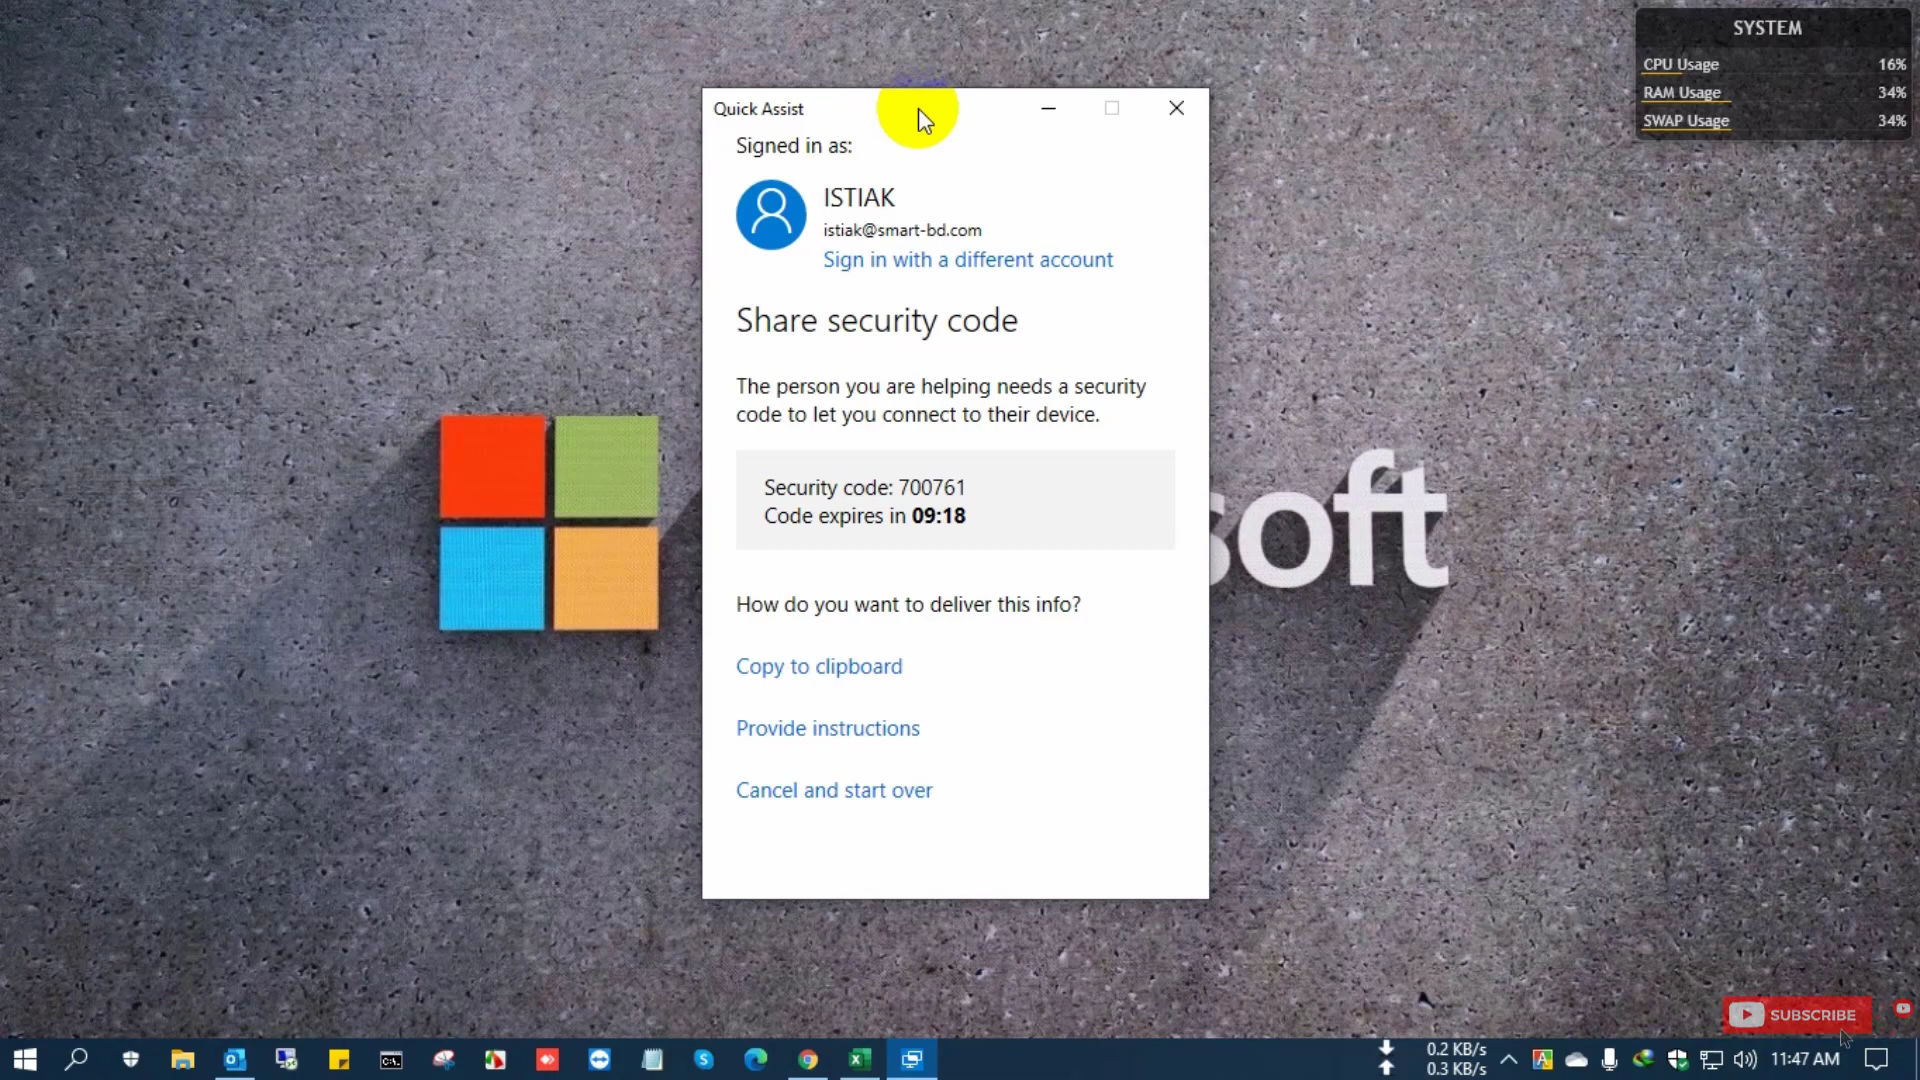 SYSTEM
CPU Usage 16%
RAM Usage 34%
SWAP Usage 34%
Quick Assist
Signed in as:
ISTIAK
istiak@smart-bd.com
Sign in with a different account
Share security code
The person you are helping needs a security
code to let you connect to their device.
Security code: 700761
Code expires in 09:18
How do you want to deliver this info?
Copy to clipboard
Provide instructions
Cancel and start over
soft
SUBSCRIBE
0.2 KB/s
0.3 KB/s
11:47 AM